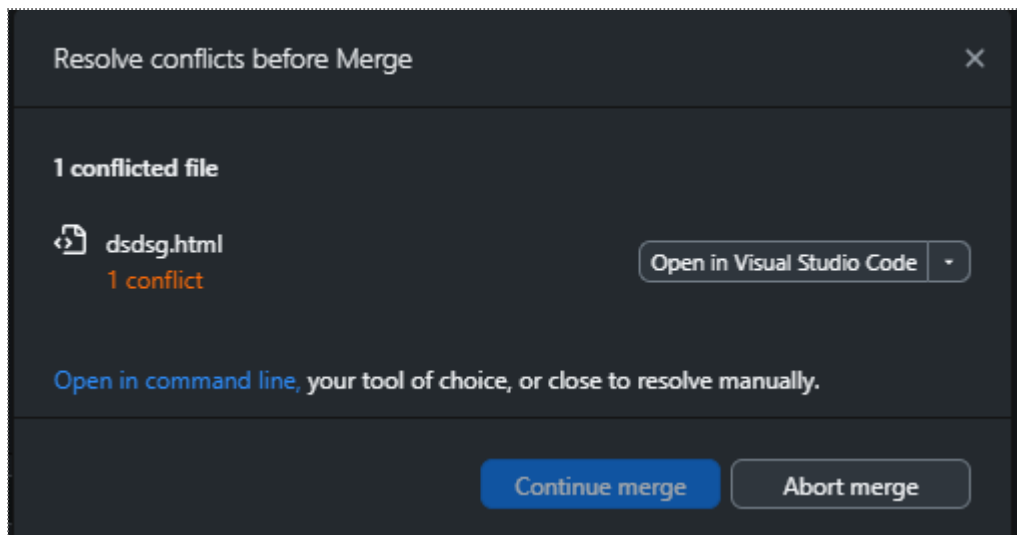 Resolve conflicts before Merge
1 conflicted file
dsdsg.html
1 conflict
Open in Visual Studio Code
Open in command line, your tool of choice, or close to resolve manually.
Continue merge
Abort merge